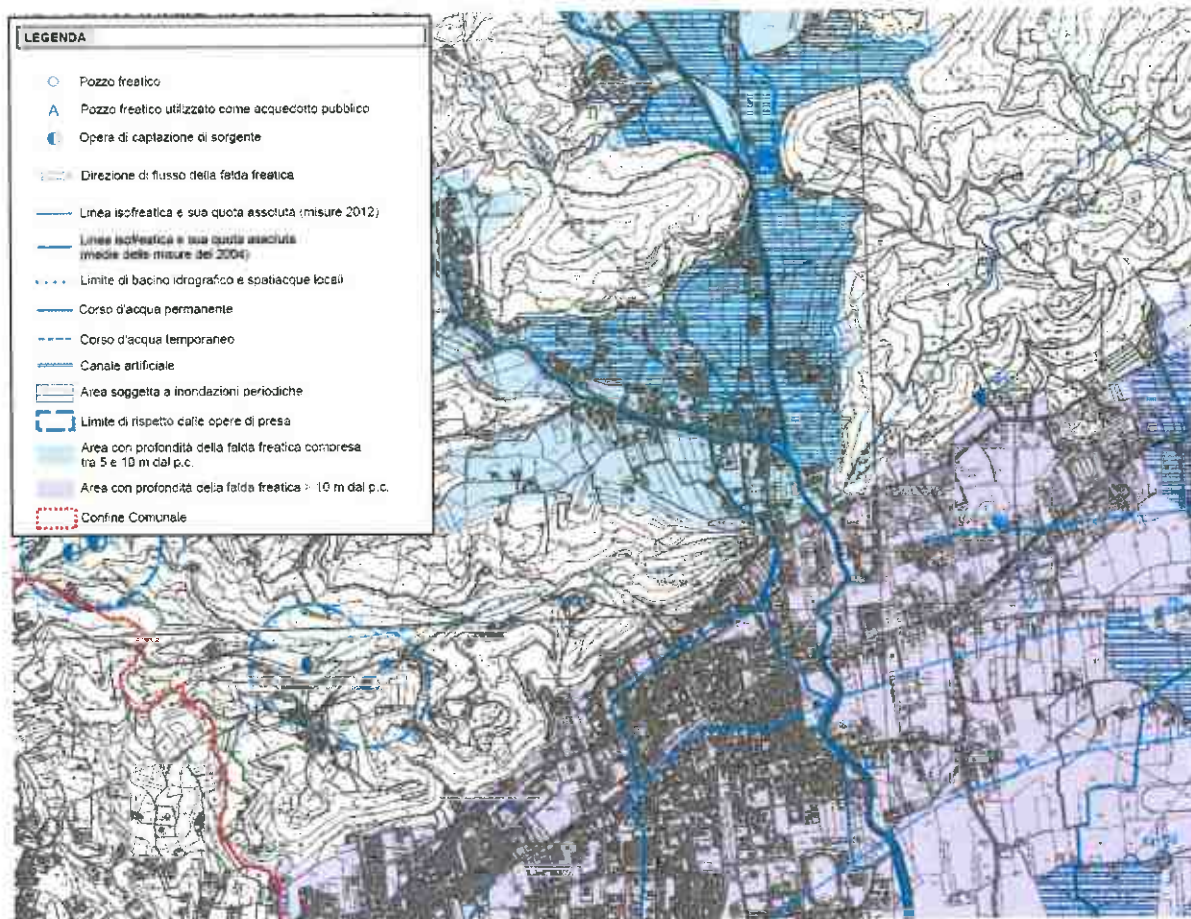 LEGENDA
Pozzo freatico
A Pozzo freatico utilizzato come acquedotto pubblico
Opera di captazione di sorgente
Direzione di flusso della falda freatica
Linea isofreatica e sua quota assoluta (misure 2012)
Linea isofreatica e sua quota assoluta
(medie delle misure del 2004)
Limite di bacino idrografico e spatiacque locali
Corso d'acqua permanente
Corso d'acqua temporaneo
Canale artificiale
Area soggetta a inondazioni periodiche
Limite di rispetto dalle opere di presa
Area con profondità della falda freatica compresa
tra 5 e 10 m dal p.c.
Area con profondità della falda freatica > 10 m dal p.c.
Confine Comunale